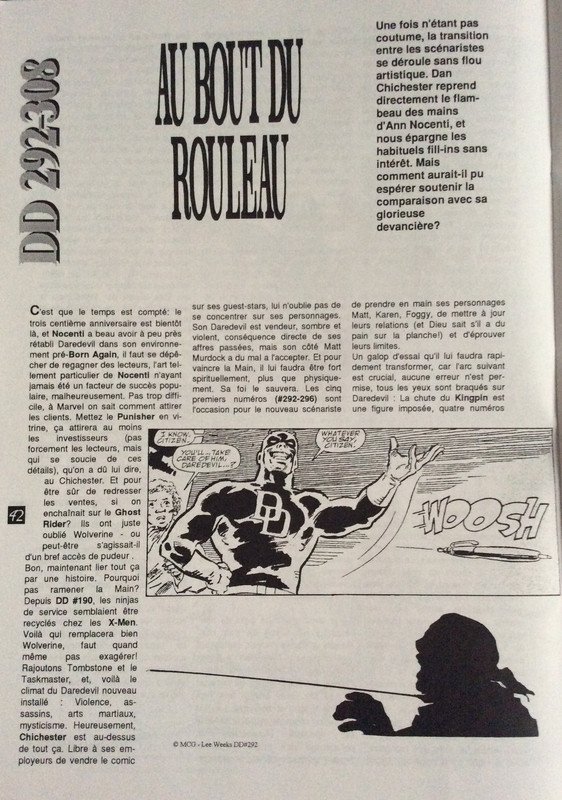 DD 292-308
AU BOUT DU
ROULEAU
Une fois n'étant pas
coutume, la transition
entre les scénaristes
se déroule sans flou
artistique. Dan
Chichester reprend
directement le flam-
beau des mains
d'Ann Nocenti, et
nous épargne les
habituels fill-ins sans
intérêt. Mais
comment aurait-il pu
espérer soutenir la
comparaison avec sa
glorieuse
devancière?
C'est que le temps est compté: le
trois centième anniversaire est bientôt
là, et Nocenti a beau avoir à peu près
rétabli Daredevil dans son environne-
ment pré-Born Again, il faut se dépê-
cher de regagner des lecteurs, l'art tel-
lement particulier de Nocenti n'ayant
jamais été un facteur de succès popu-
laire, malheureusement. Pas trop diffi-
cile, à Marvel on sait comment attirer
les clients. Mettez le Punisher en vi-
trine, ça attirera au moins
les investisseurs (pas
forcement les lecteurs, mais
qui se soucie de ces
détails), qu'on a dû lui dire,
au Chichester. Et pour
être sûr de redresser
les ventes, si on
enchaînait sur le Ghost
Rider? Ils ont juste
oublié Wolverine - ou
peut-être s'agissait-il
d'un bref accès de pudeur .
Bon, maintenant lier tout ça
par une histoire. Pourquoi
pas ramener la Main?
Depuis DD #190, les ninjas
de service semblaient être
recyclés chez les X-Men.
Voilà qui remplacera bien
Wolverine, faut quand
même pas exagérer!
Rajoutons Tombstone et le
Taskmaster, et, voilà le
climat du Daredevil nouveau
installé : Violence, as-
sassins, arts martiaux,
mysticisme. Heureusement,
Chichester est au-dessus
de tout ça. Libre à ses em-
ployeurs de vendre le comic
sur ses guest-stars, lui n'oublie pas de
se concentrer sur ses personnages.
Son Daredevil est vendeur, sombre et
violent, conséquence directe de ses
affres passées, mais son côté Matt
Murdock a du mal a l'accepter. Et pour
vaincre la Main, il lui faudra être fort
spirituellement, plus que physique-
ment. Sa foi le sauvera. Les cinq
premiers numéros (#292-296) sont
l'occasion pour le nouveau scénariste
de prendre en main ses personnages
Matt, Karen, Foggy, de mettre à jour
leurs relations (et Dieu sait s'il a du
pain sur la planche!) et d'éprouver
leurs limites.
Un galop d'essai qu'il lui faudra rapi-
dement transformer, car l'arc suivant
est crucial, aucune erreur n'est per-
mise, tous les yeux sont braqués sur
Daredevil : La chute du Kingpin est
une figure imposée, quatre numéros
I KNOW,
CITIZEN.
YOU'LL... TAKE
CARE OF HIM,
DAREDEVIL...?
WHATEVER
YOU SAY,
CITIZEN.
DD
WOOSH
42
© MCG - Lee Weeks DD#292